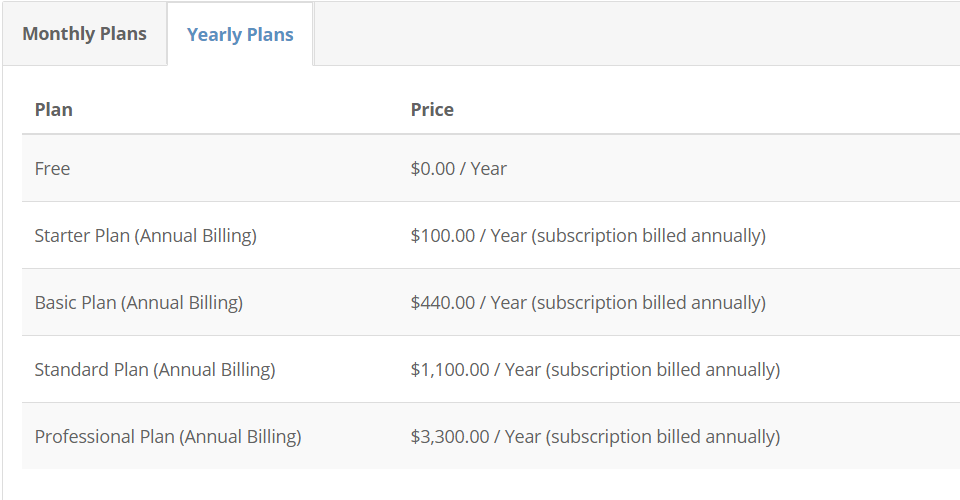 Monthly Plans Yearly Plans
Plan Price
Free $0.00 / Year
Starter Plan (Annual Billing) $100.00 / Year (subscription billed annually)
Basic Plan (Annual Billing) $440.00 / Year (subscription billed annually)
Standard Plan (Annual Billing) $1,100.00 / Year (subscription billed annually)
Professional Plan (Annual Billing) $3,300.00 / Year (subscription billed annually)